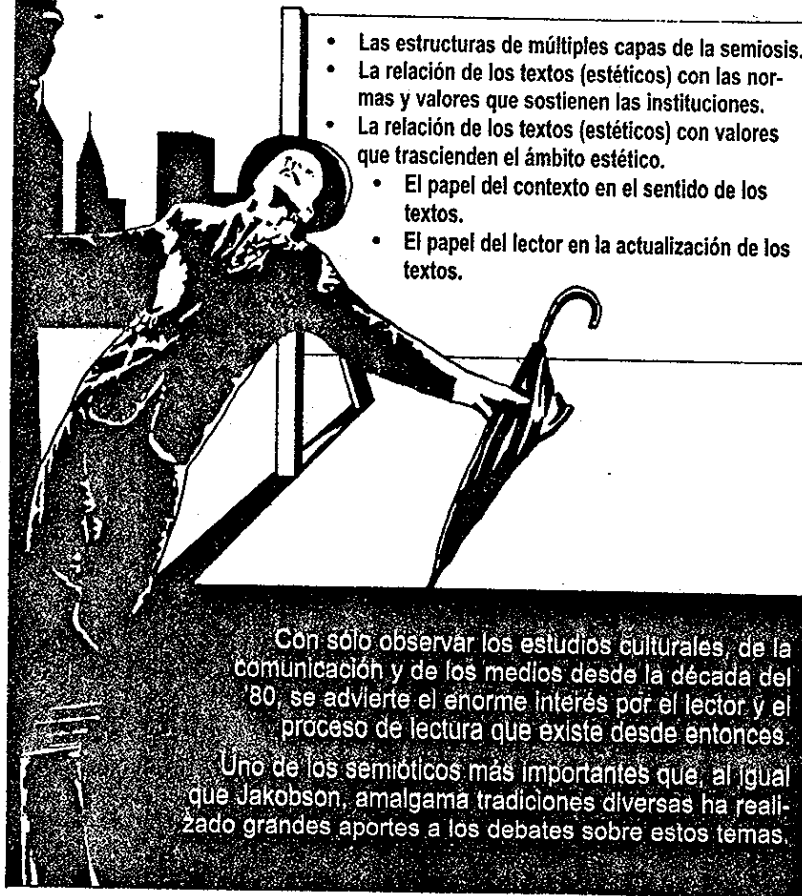 • Las estructuras de múltiples capas de la semiosis.
• La relación de los textos (estéticos) con las nor-
mas y valores que sostienen las instituciones.
• La relación de los textos (estéticos) con valores
que trascienden el ámbito estético.
• El papel del contexto en el sentido de los
textos.
• El papel del lector en la actualización de los
textos.
Con sólo observar los estudios culturales, de la
comunicación y de los medios desde la década del
'80, se advierte el enorme interés por el lector y el
proceso de lectura que existe desde entonces.
Uno de los semióticos más importantes que, al igual
que Jakobson, amalgama tradiciones diversas ha reali-
zado grandes aportes a los debates sobre estos temas.